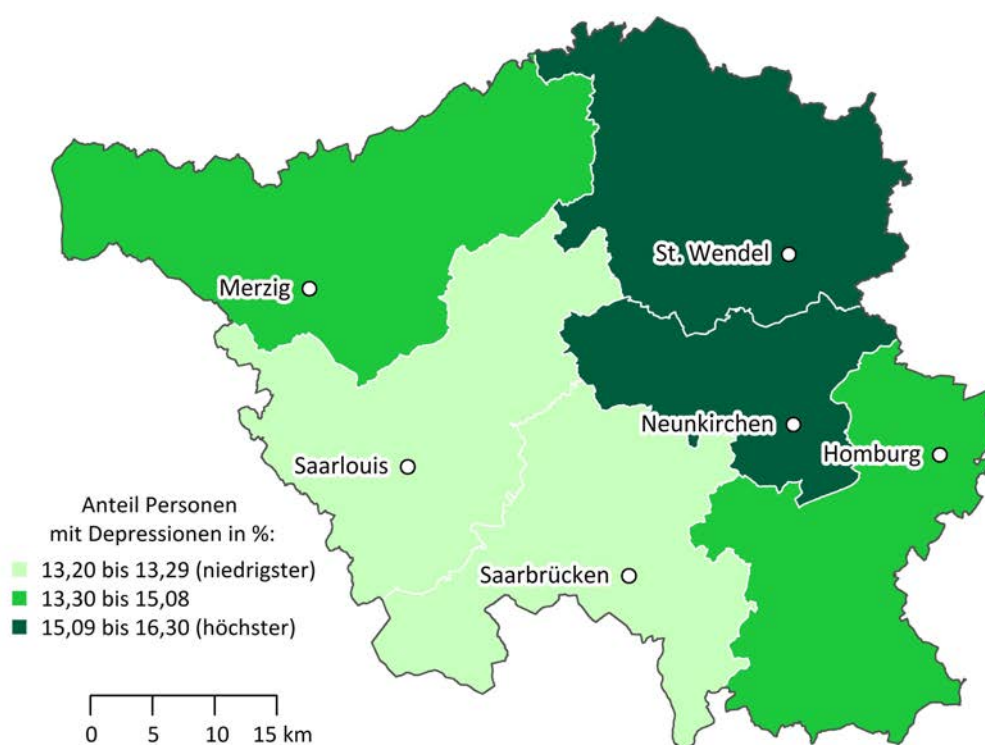 St. Wendel
Merzig
Neunkirchen
Homburg
Saarlouis
Saarbrücken
Anteil Personen
mit Depressionen in %:
13,20 bis 13,29 (niedrigster)
13,30 bis 15,08
15,09 bis 16,30 (höchster)
0 5 10 15 km